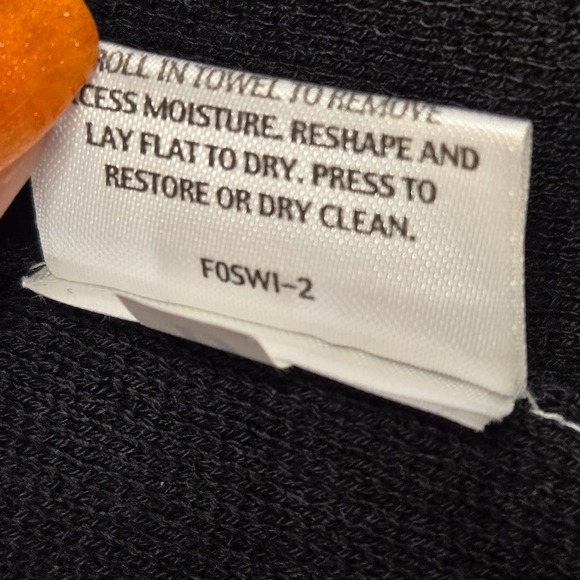 ROLL IN TOWEL TO REMOVE
CESS MOISTURE. RESHAPE AND
LAY FLAT TO DRY. PRESS TO
RESTORE OR DRY CLEAN.
F0SWI-2